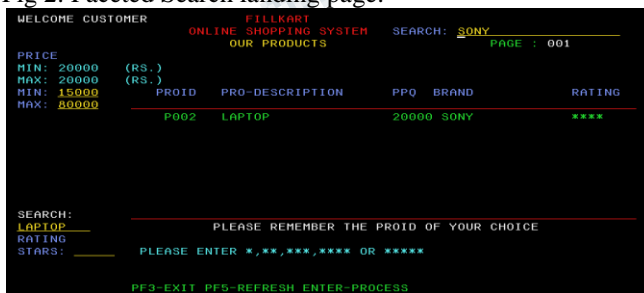 Fig 2: Faceted Search landing page.
WELCOME CUSTOMER FILLKART
ONLINE SHOPPING SYSTEM SEARCH: SONY
OUR PRODUCTS PAGE : 001
PRICE
MIN: 20000 (RS.)
MAX: 20000 (RS.)
MIN: 15000 PROID PRO-DESCRIPTION PPQ BRAND RATING
MAX: 80000
P002 LAPTOP 20000 SONY ****
SEARCH:
LAPTOP PLEASE REMEMBER THE PROID OF YOUR CHOICE
RATING
STARS: PLEASE ENTER *,**,***,**** OR *****
PF3-EXIT PF5-REFRESH ENTER-PROCESS